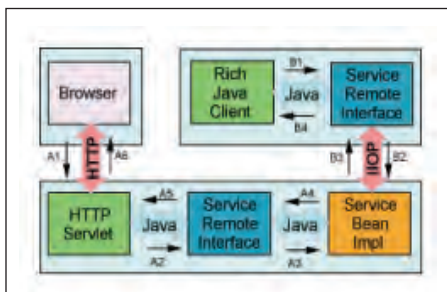 Browser
Rich
Java
Client
B1
Java
B4
Service
Remote
Interface
A1
HTTP
A6
B3
IIOP
B2
HTTP
Servlet
A5
Java
A2
Service
Remote
Interface
A4
Java
A3
Service
Bean
Impl